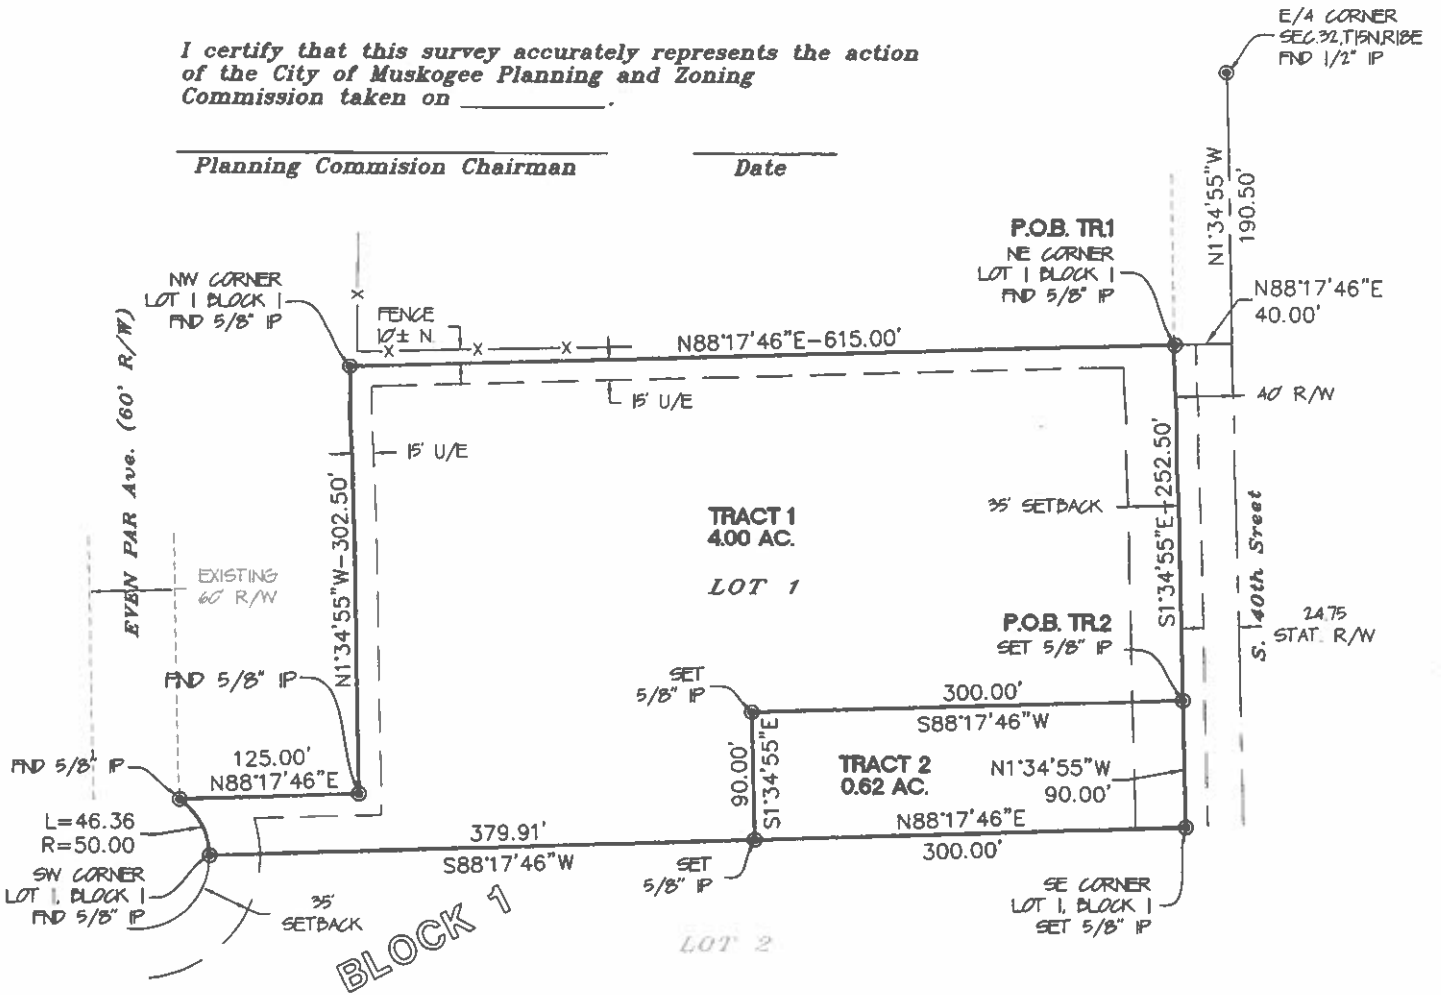 I certify that this survey accurately represents the action
of the City of Muskogee Planning and Zoning
Commission taken on ____________.
Planning Commision Chairman
Date
E/4 CORNER
SEC.32,T15N,R18E
FND 1/2" IP
N1°34'55"W
190.50'
P.O.B. TR.1
NE CORNER
LOT 1 BLOCK 1
FND 5/8" IP
N88°17'46"E
40.00'
NW CORNER
LOT 1 BLOCK 1
FND 5/8" IP
FENCE
10'± N.
N88°17'46"E-615.00'
15' U/E
40' R/W
15' U/E
EVEN PAR Ave. (60' R/W)
N1°34'55"W-302.50'
S1°34'55"E-252.50'
35' SETBACK
TRACT 1
4.00 AC.
LOT 1
S. 40th Sreet
EXISTING
60' R/W
24.75
STAT. R/W
P.O.B. TR.2
SET 5/8" IP
FND 5/8" IP
SET
5/8" IP
300.00'
S88°17'46"W
125.00'
N88°17'46"E
FND 5/8" IP
90.00'
S1°34'55"E
TRACT 2
0.62 AC.
N1°34'55"W
90.00'
L=46.36
R=50.00
379.91'
S88°17'46"W
N88°17'46"E
300.00'
SW CORNER
LOT 1, BLOCK 1
FND 5/8" IP
SET
5/8" IP
35'
SETBACK
SE CORNER
LOT 1, BLOCK 1
SET 5/8" IP
BLOCK 1
LOT 2